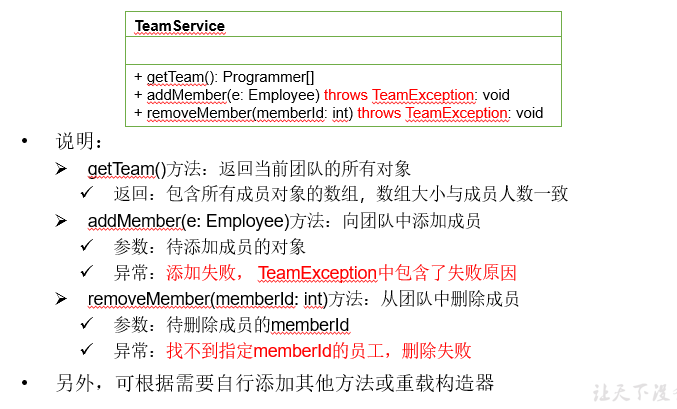 TeamService
+ getTeam(): Programmer[]
+ addMember(e: Employee) throws TeamException: void
+ removeMember(memberId: int) throws TeamException: void
• 说明：
➢ getTeam()方法：返回当前团队的所有对象
✓ 返回：包含所有成员对象的数组，数组大小与成员人数一致
➢ addMember(e: Employee)方法：向团队中添加成员
✓ 参数：待添加成员的对象
✓ 异常：添加失败， TeamException中包含了失败原因
➢ removeMember(memberId: int)方法：从团队中删除成员
✓ 参数：待删除成员的memberId
✓ 异常：找不到指定memberId的员工，删除失败
• 另外，可根据需要自行添加其他方法或重载构造器
让天下没